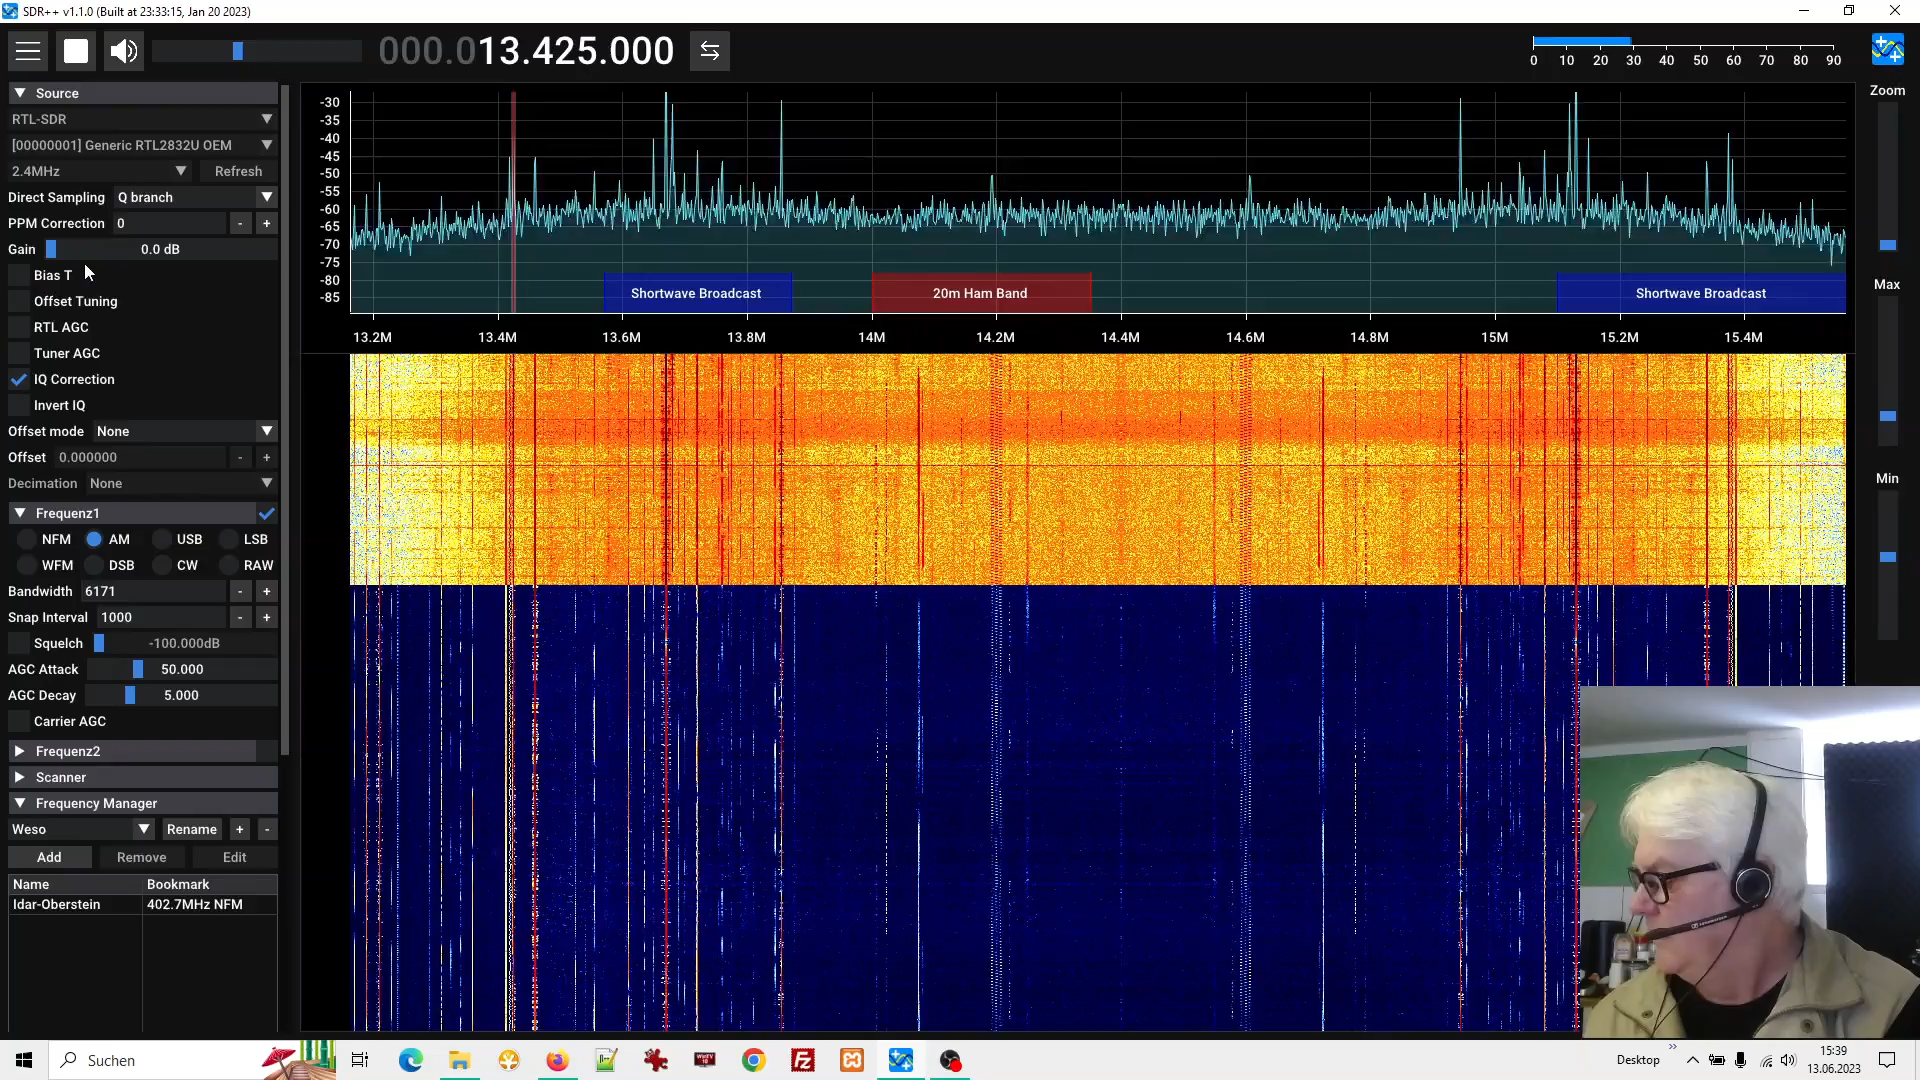 SDR++ v1.1.0 (Built at 23:33:15, Jan 20 2023)
000.013.425.000
0 10 20 30 40 50 60 70 80 90
Source
RTL-SDR
[00000001] Generic RTL2832U OEM
2.4MHz Refresh
Direct Sampling Q branch
PPM Correction 0 - +
Gain 0.0 dB
Bias T
Offset Tuning
RTL AGC
Tuner AGC
IQ Correction
Invert IQ
Offset mode None
Offset 0.000000 - +
Decimation None
Frequenz1
NFM AM USB LSB
WFM DSB CW RAW
Bandwidth 6171 - +
Snap Interval 1000 - +
Squelch -100.000dB
AGC Attack 50.000
AGC Decay 5.000
Carrier AGC
Frequenz2
Scanner
Frequency Manager
Weso Rename + -
Add Remove Edit
Name Bookmark
Idar-Oberstein 402.7MHz NFM
-30
-35
-40
-45
-50
-55
-60
-65
-70
-75
-80
-85
Shortwave Broadcast 20m Ham Band Shortwave Broadcast
13.2M 13.4M 13.6M 13.8M 14M 14.2M 14.4M 14.6M 14.8M 15M 15.2M 15.4M
Zoom
Max
Min
Suchen
Desktop
15:39
13.06.2023